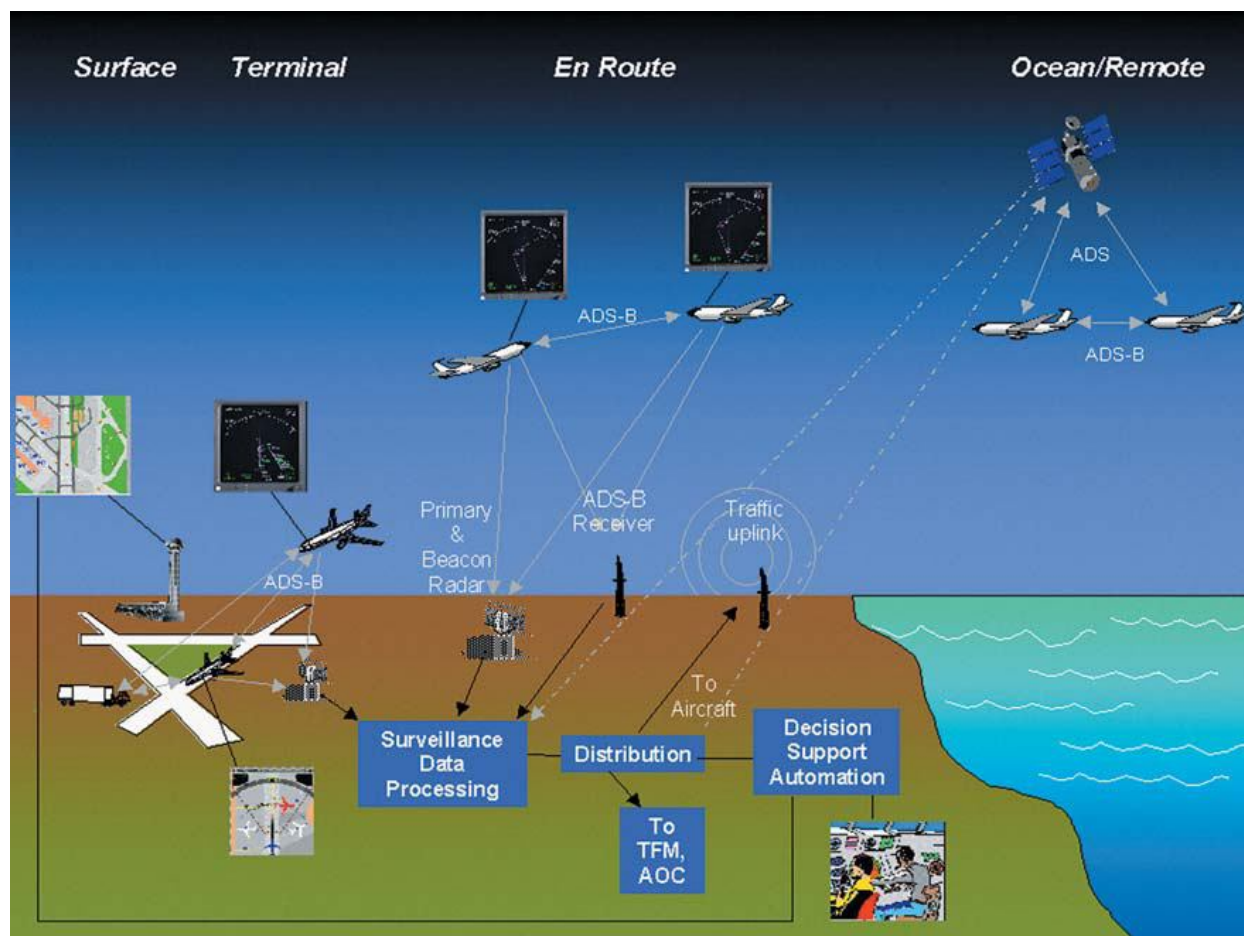 Surface
Terminal
En Route
Ocean/Remote
ADS
ADS-B
ADS-B
ADS-B
Receiver
Traffic
uplink
Primary
&
Beacon
Radar
ADS-B
To
Aircraft
Surveillance
Data
Processing
Distribution
Decision
Support
Automation
To
TFM,
AOC